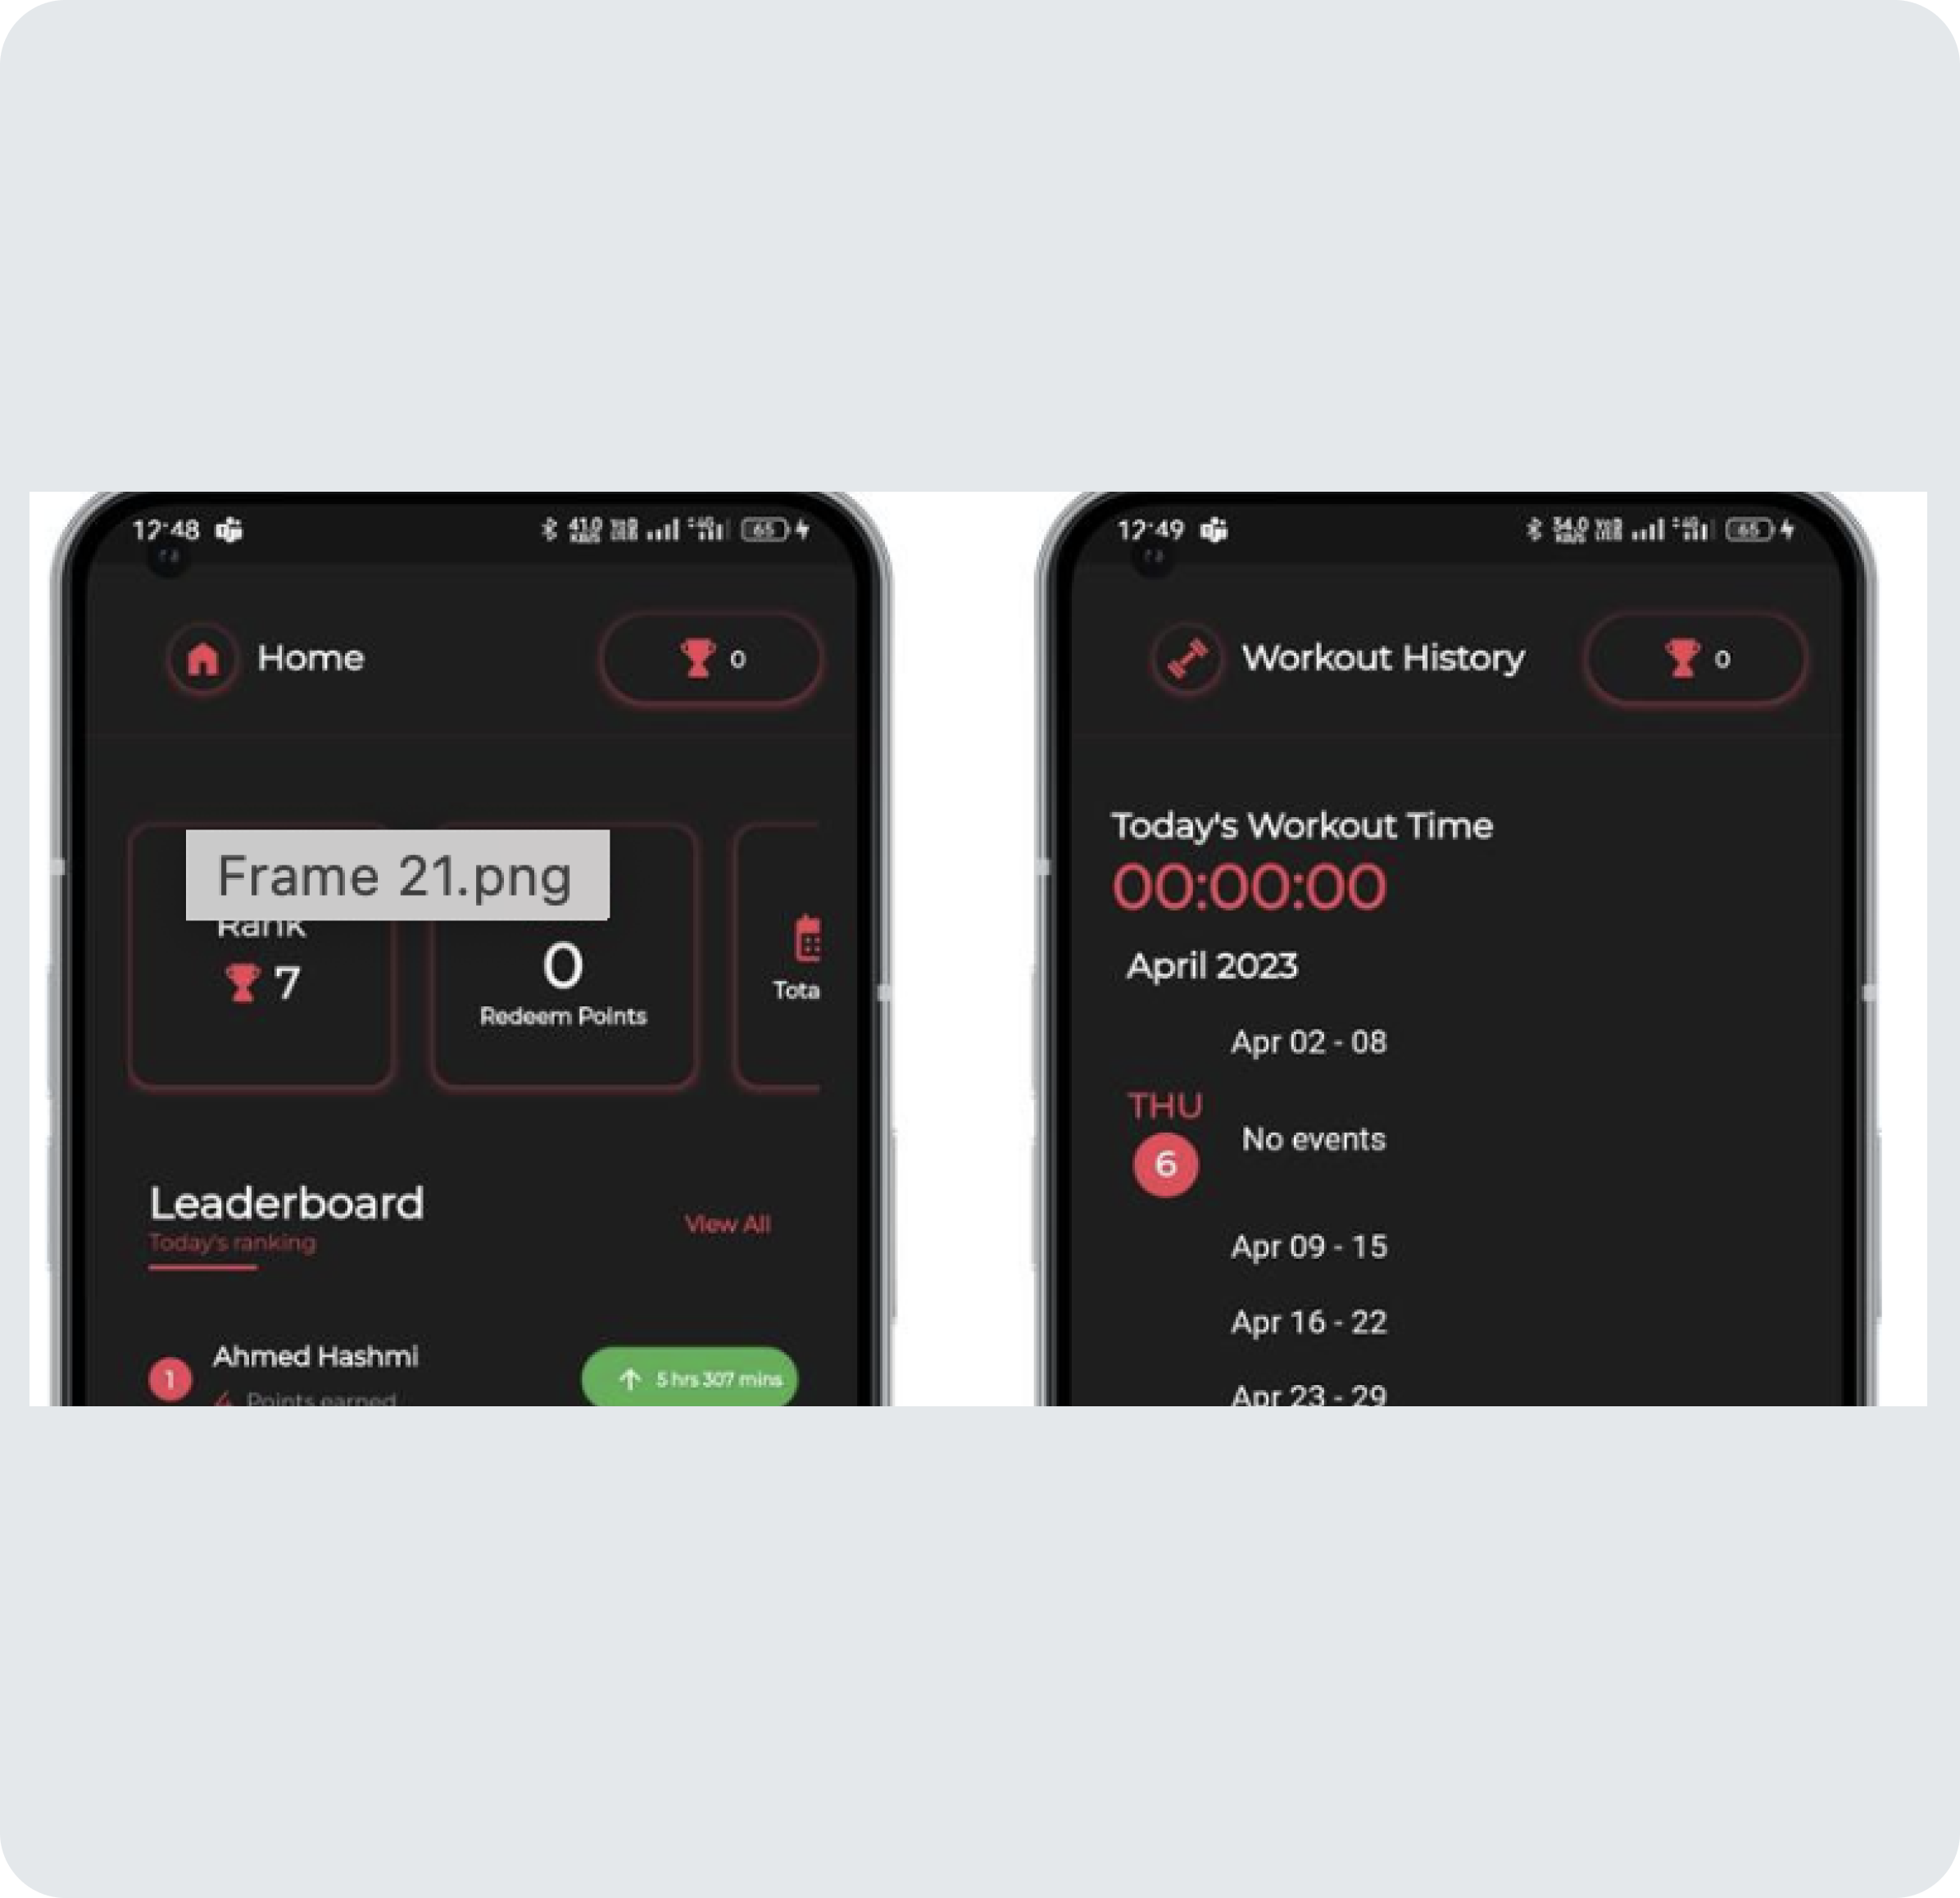 12:48
65
Home
0
Frame 21.png
Rank
7
0
Redeem Points
Tota
Leaderboard
Today's ranking
View All
1
Ahmed Hashmi
4 Points earned
5 hrs 307 mins
12:49
65
Workout History
0
Today's Workout Time
00:00:00
April 2023
Apr 02 - 08
THU
6
No events
Apr 09 - 15
Apr 16 - 22
Apr 23 - 29